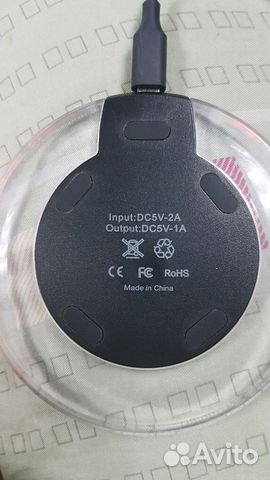 Input:DC5V-2A
Output:DC5V-1A
CE FC RoHS
Made in China
Avito